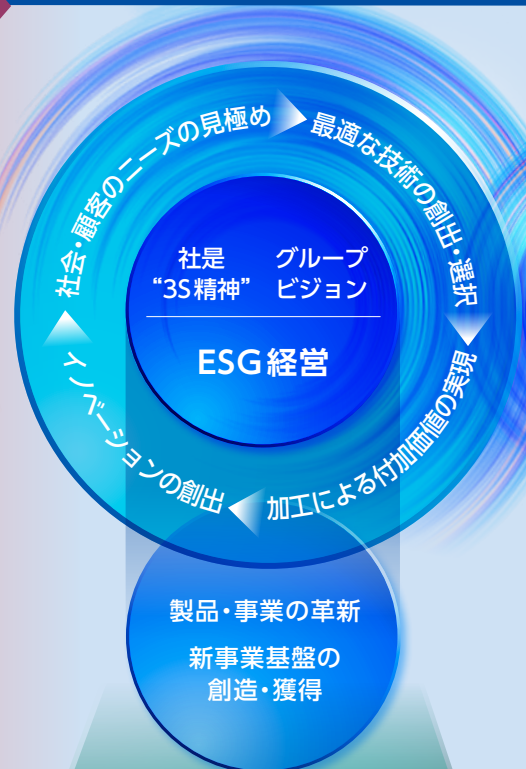 社会・顧客のニーズの見極め
最適な技術の創出・選択
加工による付加価値の実現
イノベーションの創出
社是
“3S精神”
グループ
ビジョン
ESG経営
製品・事業の革新
新事業基盤の
創造・獲得